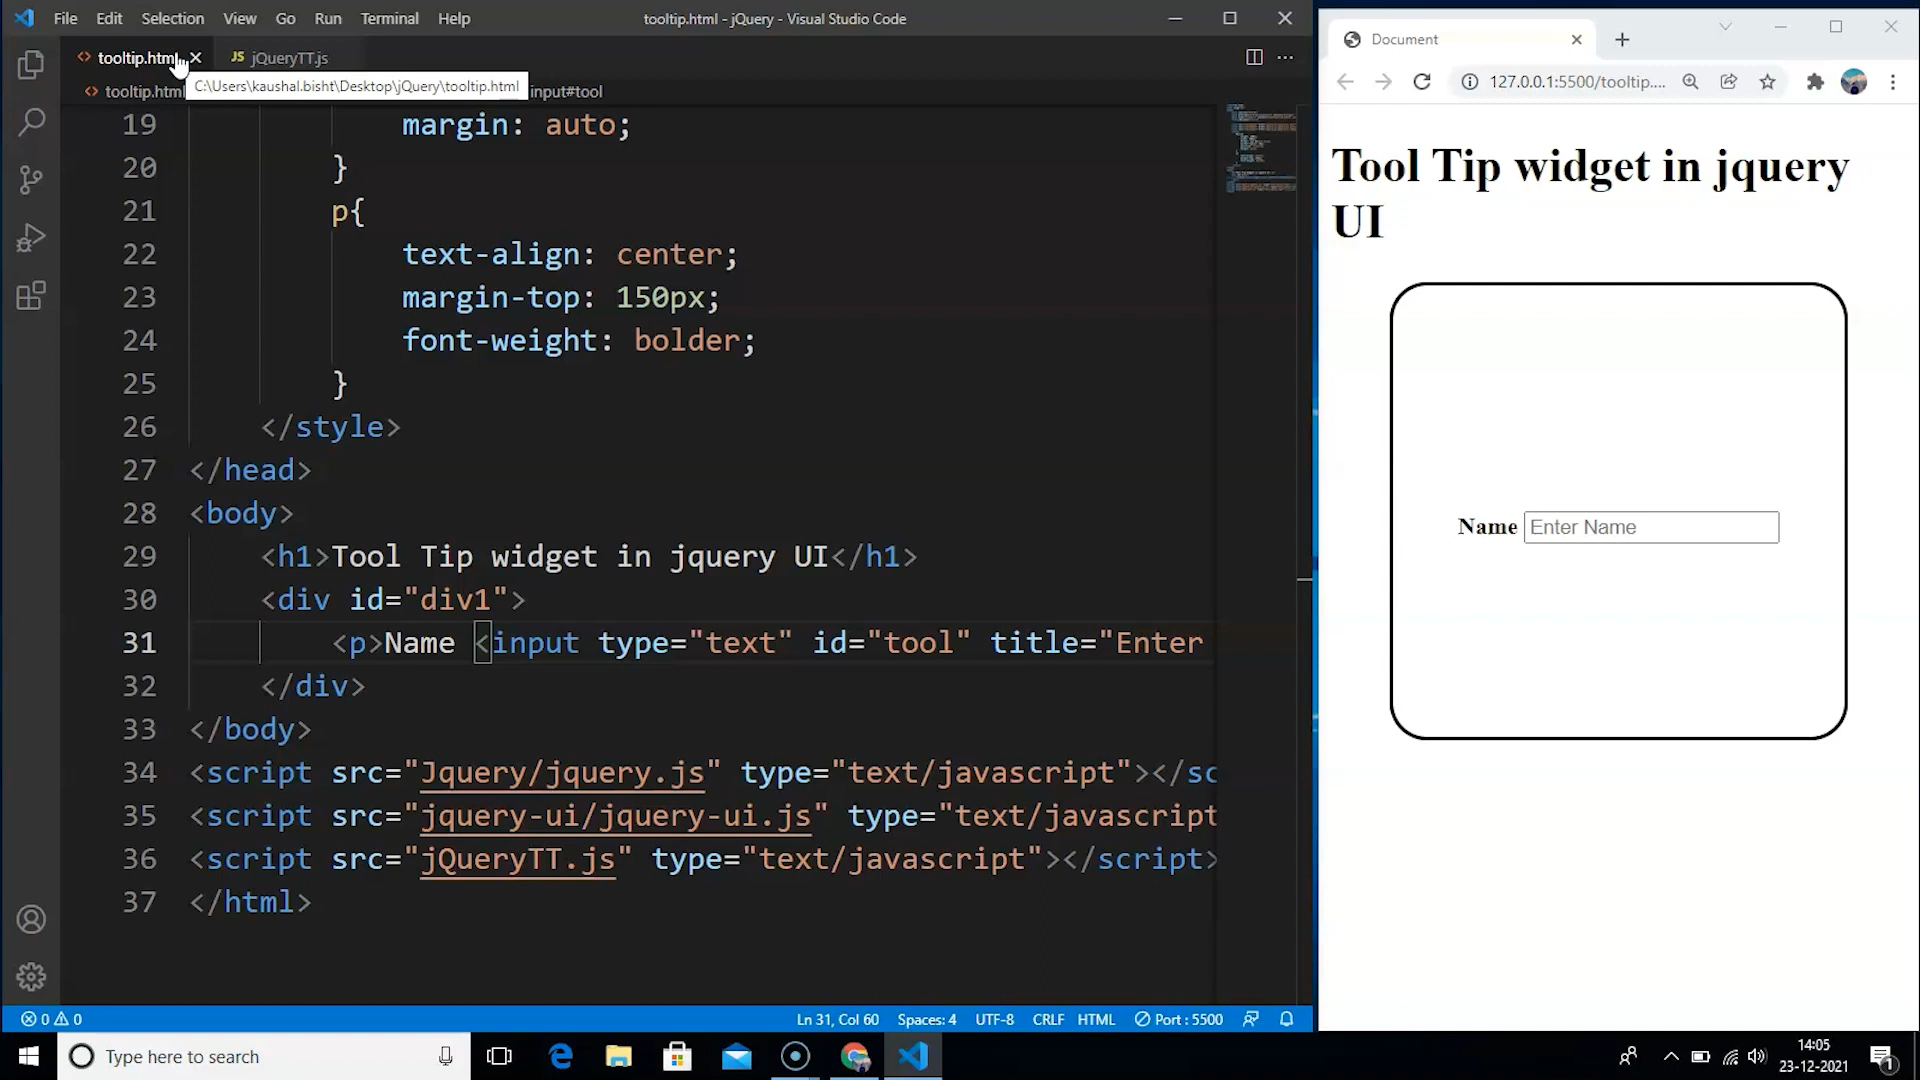 File Edit Selection View Go Run Terminal Help
tooltip.html - jQuery - Visual Studio Code
tooltip.html
JS jQueryTT.js
C:\Users\kaushal.bisht\Desktop\jQuery\tooltip.html
tooltip.html
input#tool
19 margin: auto;
20 }
21 p{
22 text-align: center;
23 margin-top: 150px;
24 font-weight: bolder;
25 }
26 </style>
27 </head>
28 <body>
29 <h1>Tool Tip widget in jquery UI</h1>
30 <div id="div1">
31 <p>Name <input type="text" id="tool" title="Enter
32 </div>
33 </body>
34 <script src="Jquery/jquery.js" type="text/javascript"></sc
35 <script src="jquery-ui/jquery-ui.js" type="text/javascript
36 <script src="jQueryTT.js" type="text/javascript"></script>
37 </html>
0 0
Ln 31, Col 60 Spaces: 4 UTF-8 CRLF HTML Port : 5500
Document
127.0.0.1:5500/tooltip....
Tool Tip widget in jquery
UI
Name Enter Name
Type here to search
14:05
23-12-2021
1